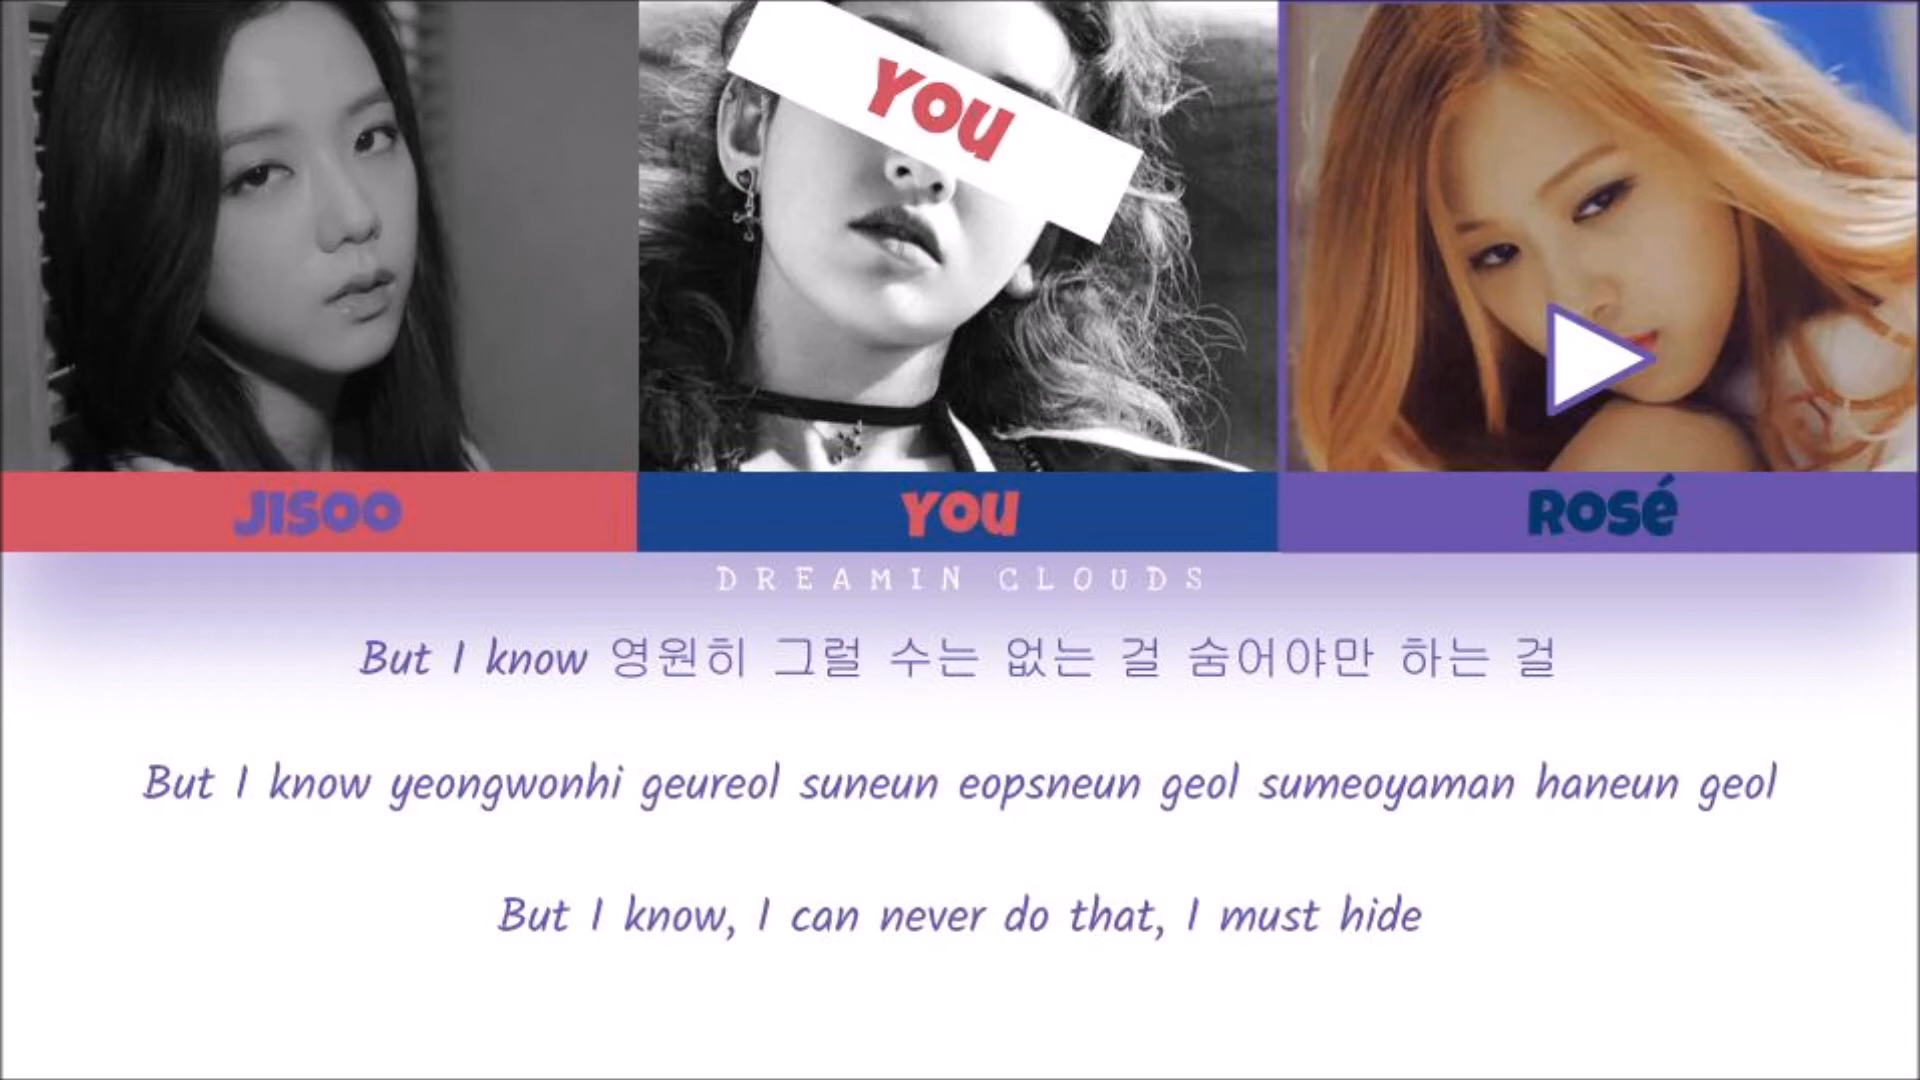 YOU
JISOO
YOU
ROSÉ
DREAMIN CLOUDS
But I know 영원히 그럴 수는 없는 걸 숨어야만 하는 걸
But I know yeongwonhi geureol suneun eopsneun geol sumeoyaman haneun geol
But I know, I can never do that, I must hide